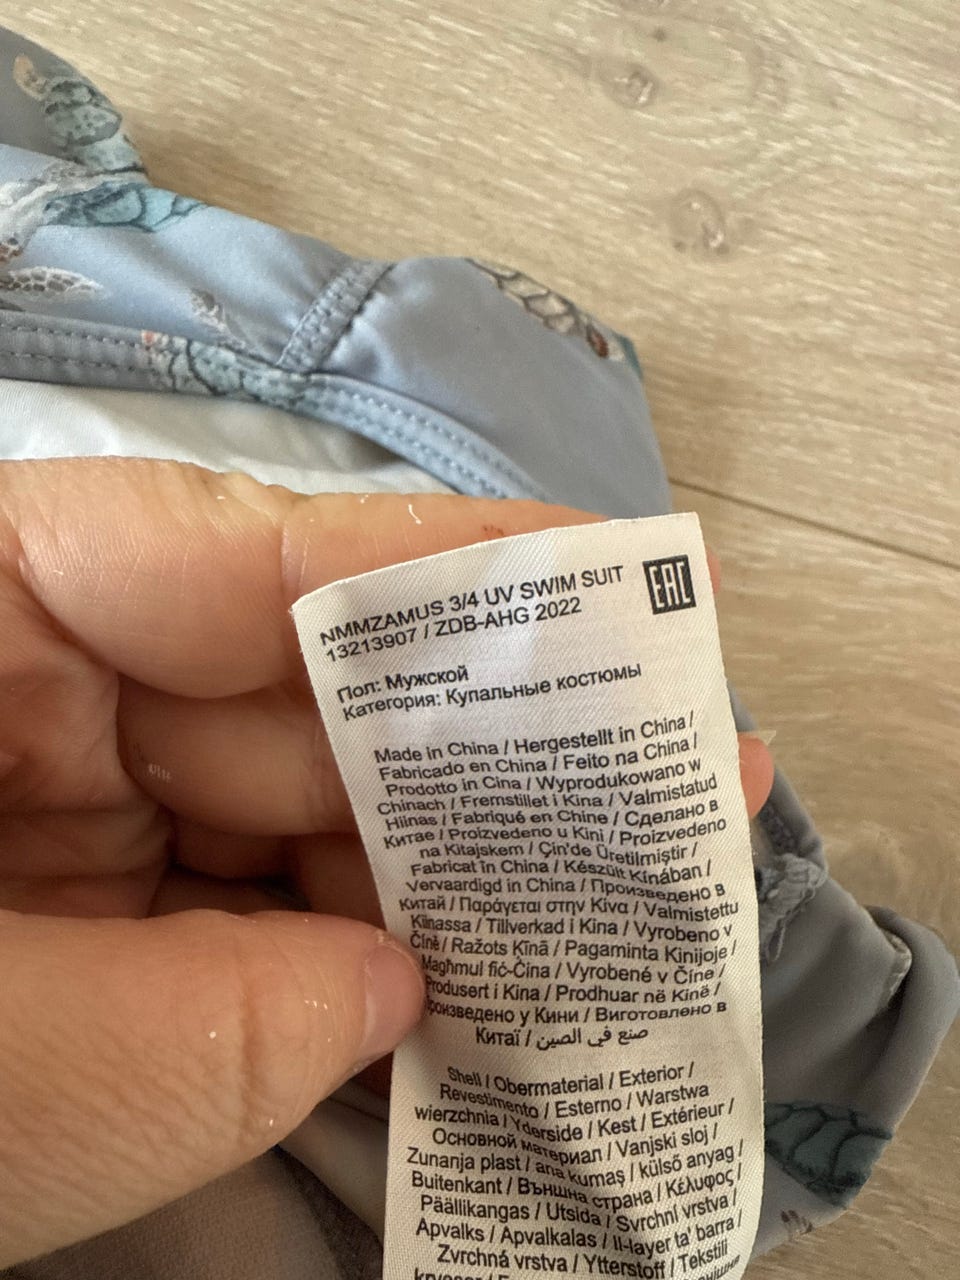 NMMZAMUS 3/4 UV SWIM SUIT
13213907 / ZDB-AHG 2022
EAC
Пол: Мужской
Категория: Купальные костюмы
Made in China / Hergestellt in China /
Fabricado en China / Feito na China /
Prodotto in Cina / Wyprodukowano w
Chinach / Fremstillet i Kina / Valmistatud
Hiinas / Fabriqué en Chine / Сделано в
Китае / Proizvedeno u Kini / Proizvedeno
na Kitajskem / Çin'de Üretilmiştir /
Fabricat în China / Készült Kínában /
Vervaardigd in China / Произведено в
Китай / Παράγεται στην Κίνα / Valmistettu
Kiinassa / Tillverkad i Kina / Vyrobeno v
Číně / Ražots Ķīnā / Pagaminta Kinijoje /
Magħmul fiċ-Ċina / Vyrobené v Číne /
Produsert i Kina / Prodhuar në Kinë /
Произведено у Кини / Виготовлено в
Китаї / صنع في الصين
Shell / Obermaterial / Exterior /
Revestimento / Esterno / Warstwa
wierzchnia / Yderside / Kest / Extérieur /
Основной материал / Vanjski sloj /
Zunanja plast / ana kumaş / külső anyag /
Buitenkant / Външна страна / Κέλυφος /
Päällikangas / Utsida / Svrchní vrstva /
Apvalks / Apvalkalas / Il-layer ta' barra /
Zvrchná vrstva / Ytterstoff / Tekstili